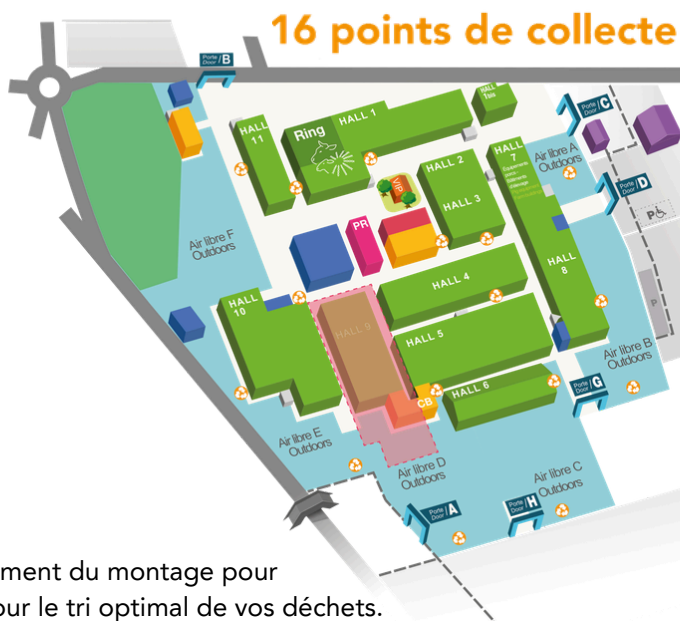 16 points de collecte
Porte / Door / B
Porte / Door / C
Porte / Door / D
HALL 11
Ring
HALL 1
HALL
HALL 2
HALL 3
HALL 7
Air libre A
Outdoors
VIP
PR
P
Air libre F
Outdoors
HALL 4
HALL 8
P
HALL 10
HALL 9
HALL 5
HALL 6
CB
Air libre B
Outdoors
Porte / Door / G
Air libre E
Outdoors
Air libre D
Outdoors
Air libre C
Outdoors
Porte / Door / A
Porte / Door / H
ement du montage pour
our le tri optimal de vos déchets.